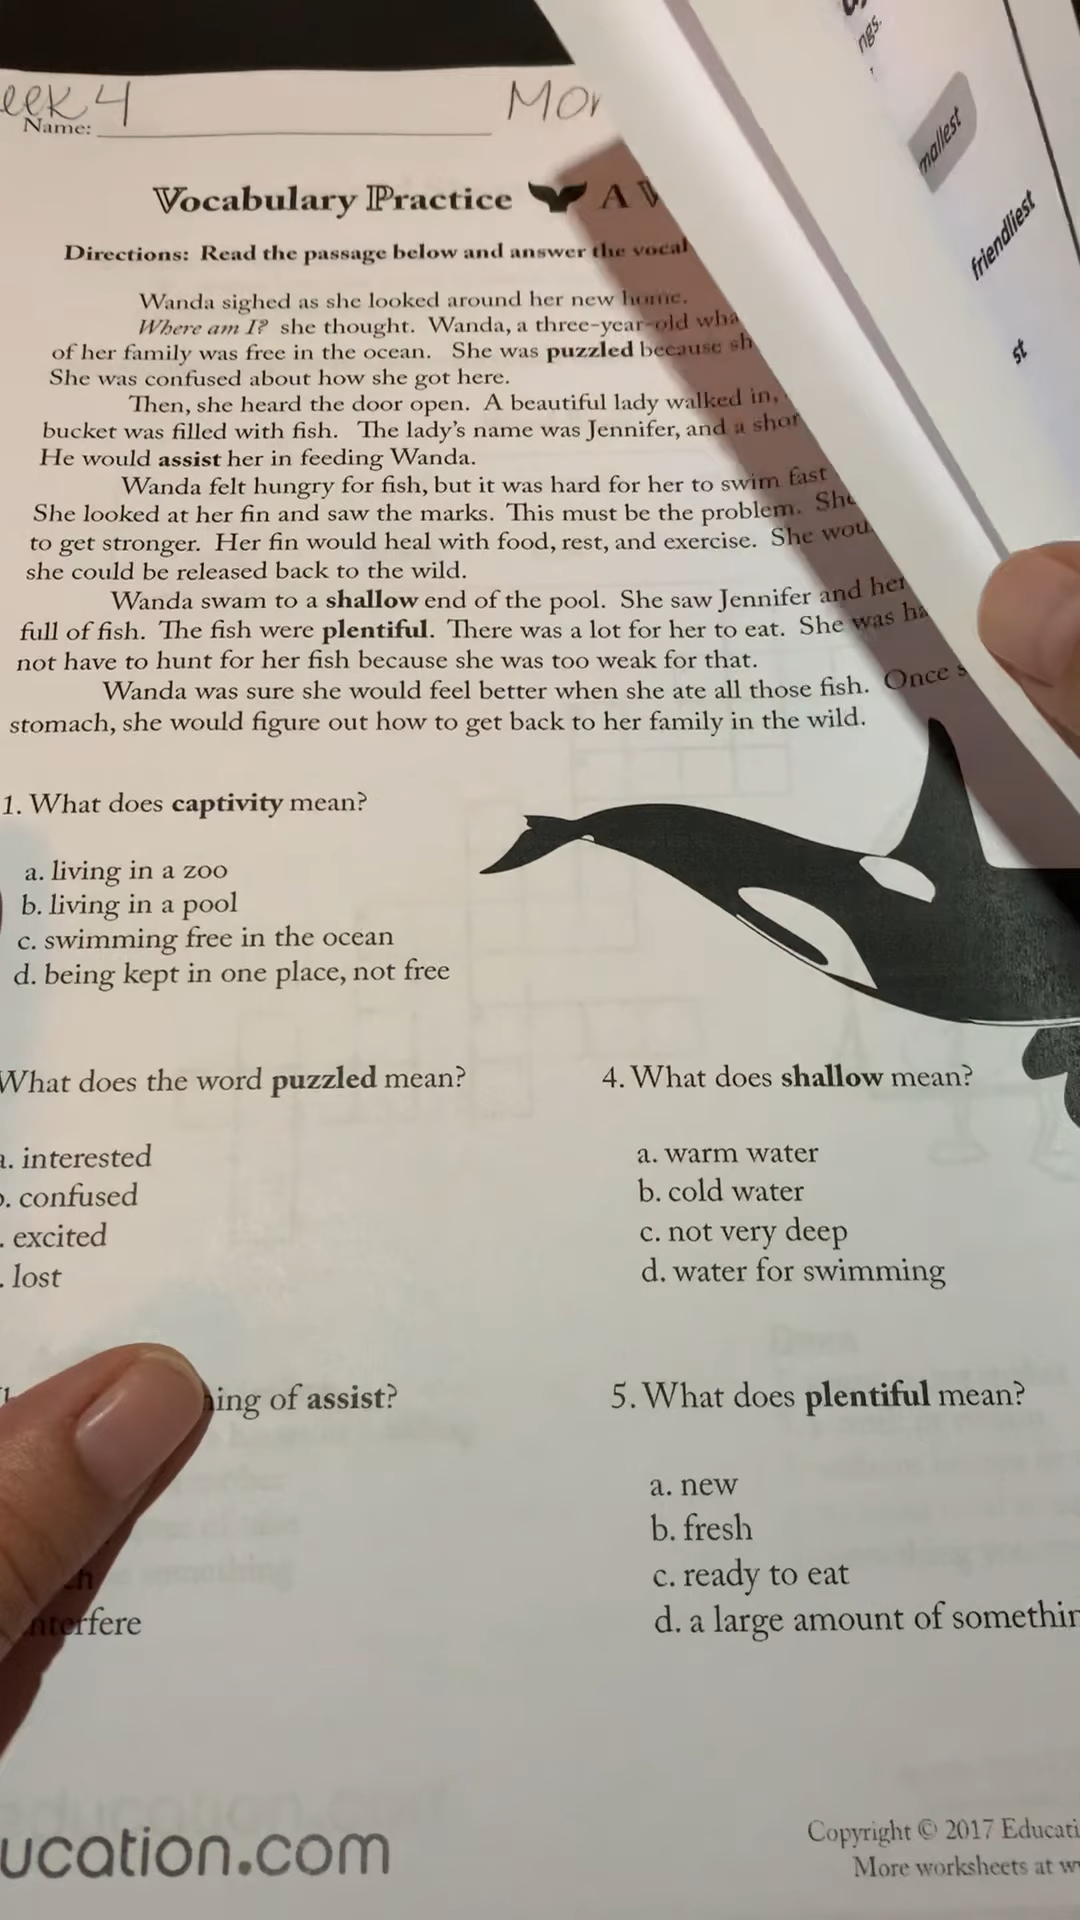 eek 4 Mon
Name:
Vocabulary Practice A
Directions: Read the passage below and answer the vocal
Wanda sighed as she looked around her new home.
Where am I? she thought. Wanda, a three-year-old wha
of her family was free in the ocean. She was puzzled because sh
She was confused about how she got here.
Then, she heard the door open. A beautiful lady walked in,
bucket was filled with fish. The lady's name was Jennifer, and a shor
He would assist her in feeding Wanda.
Wanda felt hungry for fish, but it was hard for her to swim fast
She looked at her fin and saw the marks. This must be the problem. She
to get stronger. Her fin would heal with food, rest, and exercise. She wou
she could be released back to the wild.
Wanda swam to a shallow end of the pool. She saw Jennifer and her
full of fish. The fish were plentiful. There was a lot for her to eat. She was ha
not have to hunt for her fish because she was too weak for that.
Wanda was sure she would feel better when she ate all those fish. Once s
stomach, she would figure out how to get back to her family in the wild.
1. What does captivity mean?
a. living in a zoo
b. living in a pool
c. swimming free in the ocean
d. being kept in one place, not free
What does the word puzzled mean?
a. interested
b. confused
. excited
. lost
ing of assist?
ch
nterfere
4. What does shallow mean?
a. warm water
b. cold water
c. not very deep
d. water for swimming
5. What does plentiful mean?
a. new
b. fresh
c. ready to eat
d. a large amount of somethin
ucation.com
Copyright © 2017 Educati
More worksheets at w
ngs.
mallest
friendliest
st